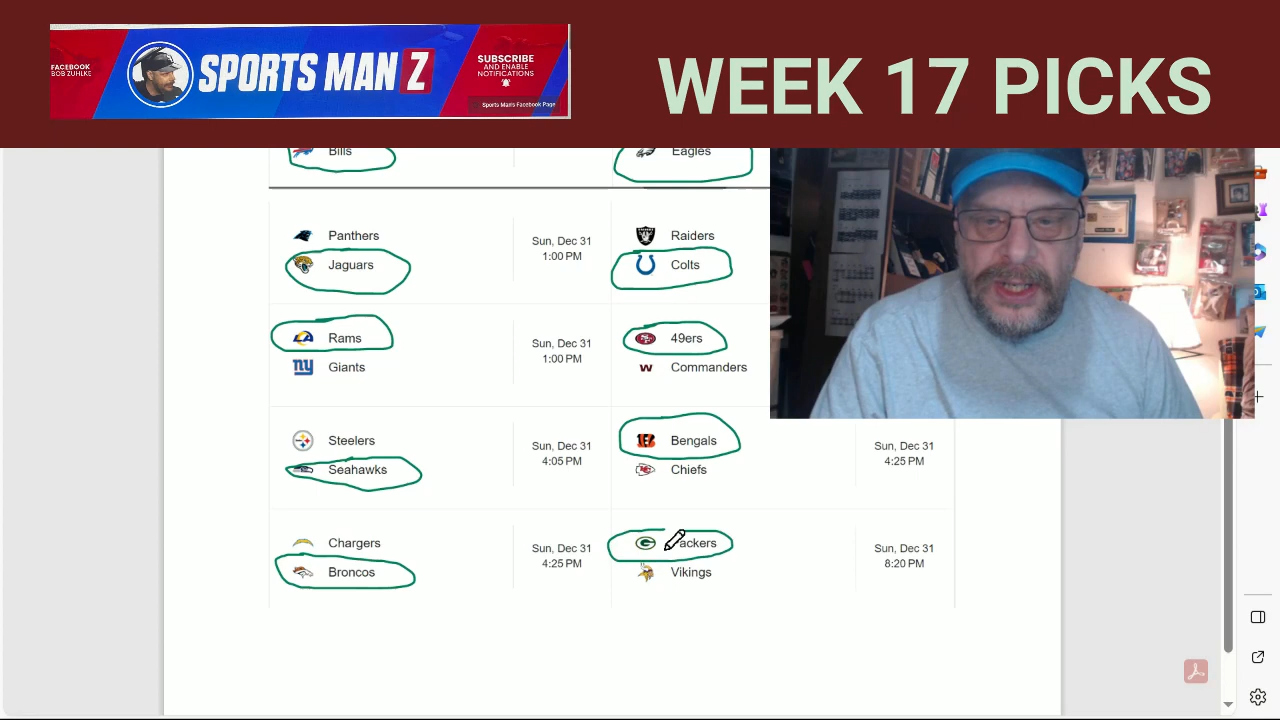 FACEBOOK
BOB ZUHLKE
SPORTS MAN Z
SUBSCRIBE
AND ENABLE
NOTIFICATIONS
Sports Man's Facebook Page
WEEK 17 PICKS
Bills
Eagles
Panthers
Jaguars
Sun, Dec 31
1:00 PM
Raiders
Colts
Rams
Giants
ny
Sun, Dec 31
1:00 PM
49ers
Commanders
W
Steelers
Seahawks
Sun, Dec 31
4:05 PM
Bengals
Chiefs
Sun, Dec 31
4:25 PM
Chargers
Broncos
Sun, Dec 31
4:25 PM
G
ackers
Vikings
Sun, Dec 31
8:20 PM